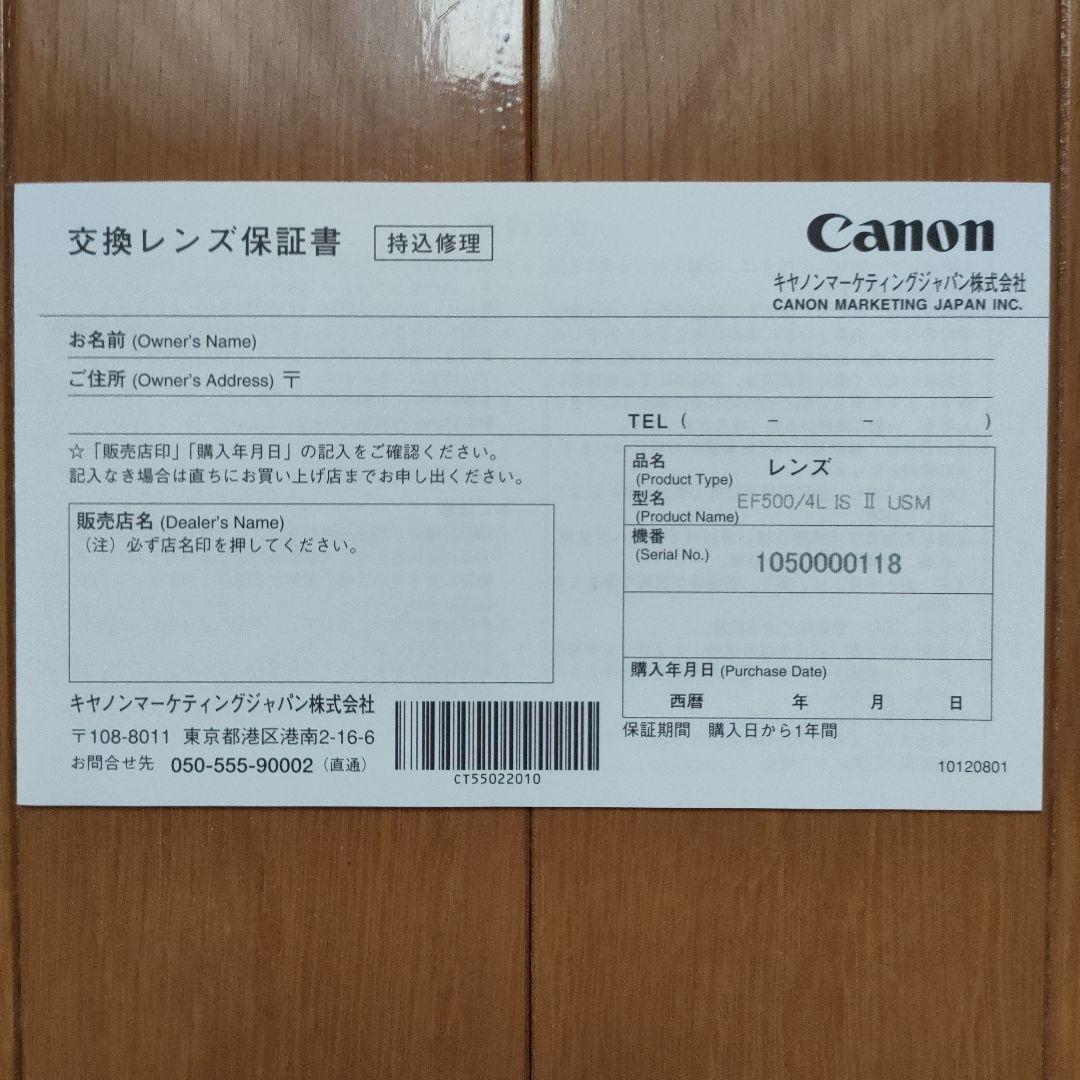 交換レンズ保証書 持込修理
Canon
キヤノンマーケティングジャパン株式会社
CANON MARKETING JAPAN INC.
お名前 (Owner's Name)
ご住所 (Owner's Address) 〒
TEL ( - - )
☆「販売店印」「購入年月日」の記入をご確認ください。
記入なき場合は直ちにお買い上げ店までお申し出ください。
販売店名 (Dealer's Name)
（注）必ず店名印を押してください。
品名 レンズ
(Product Type)
型名 EF500/4L IS Ⅱ USM
(Product Name)
機番
(Serial No.) 1050000118
購入年月日 (Purchase Date)
西暦 年 月 日
保証期間 購入日から1年間
キヤノンマーケティングジャパン株式会社
〒108-8011 東京都港区港南2-16-6
お問合せ先 050-555-90002（直通）
CT55022010
10120801